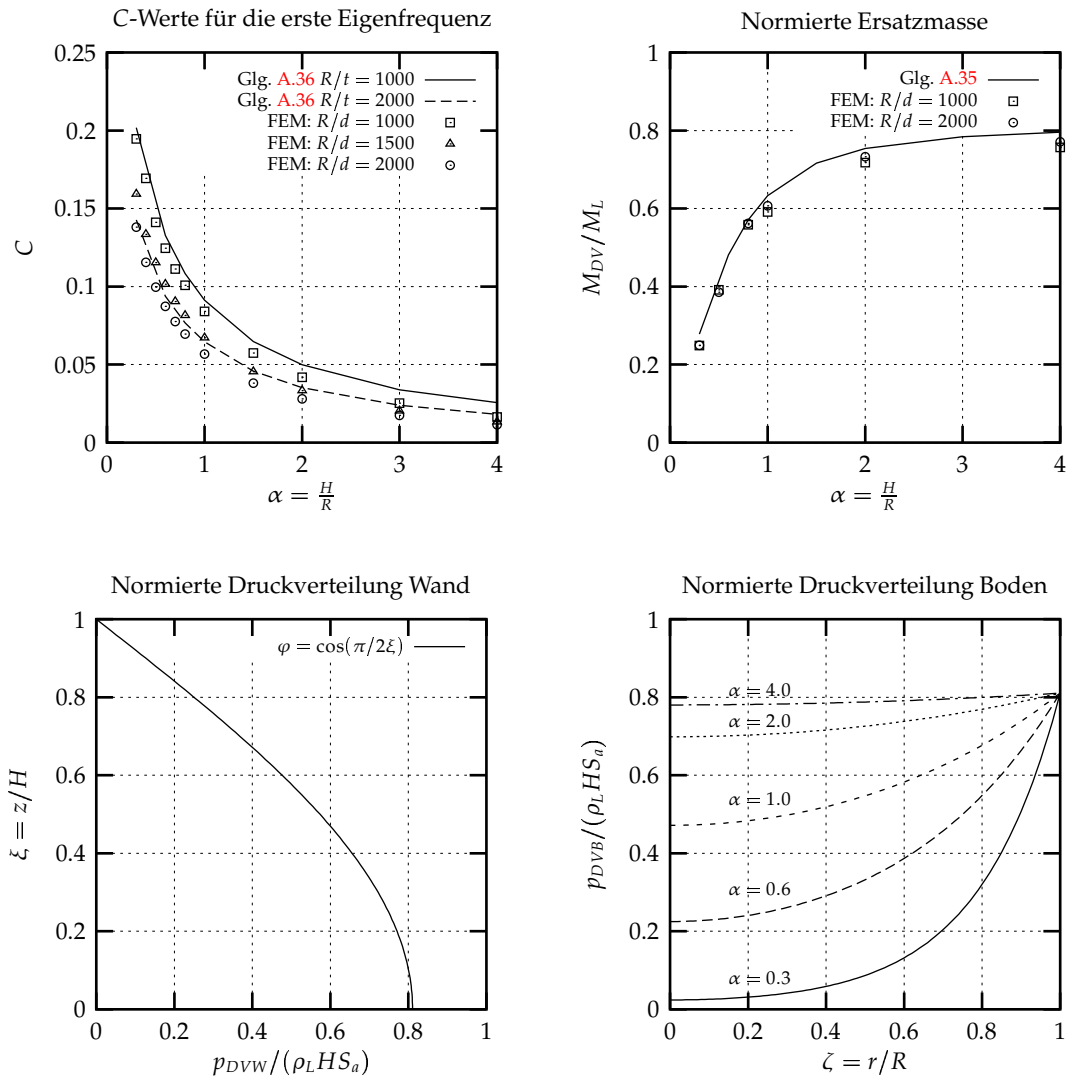 C-Werte für die erste Eigenfrequenz
0.25
0.2
0.15
0.1
0.05
0
C
Glg. A.36 R/t = 1000
Glg. A.36 R/t = 2000
FEM: R/d = 1000
FEM: R/d = 1500
FEM: R/d = 2000
0 1 2 3 4
α = H/R
Normierte Ersatzmasse
1
0.8
0.6
0.4
0.2
0
M_DV/M_L
Glg. A.35
FEM: R/d = 1000
FEM: R/d = 2000
0 1 2 3 4
α = H/R
Normierte Druckverteilung Wand
1
0.8
0.6
0.4
0.2
0
ξ = z/H
φ = cos(π/2ξ)
0 0.2 0.4 0.6 0.8 1
p_DVW/(ρ_L HS_a)
Normierte Druckverteilung Boden
1
0.8
0.6
0.4
0.2
0
p_DVB/(ρ_L HS_a)
α = 4.0
α = 2.0
α = 1.0
α = 0.6
α = 0.3
0 0.2 0.4 0.6 0.8 1
ζ = r/R